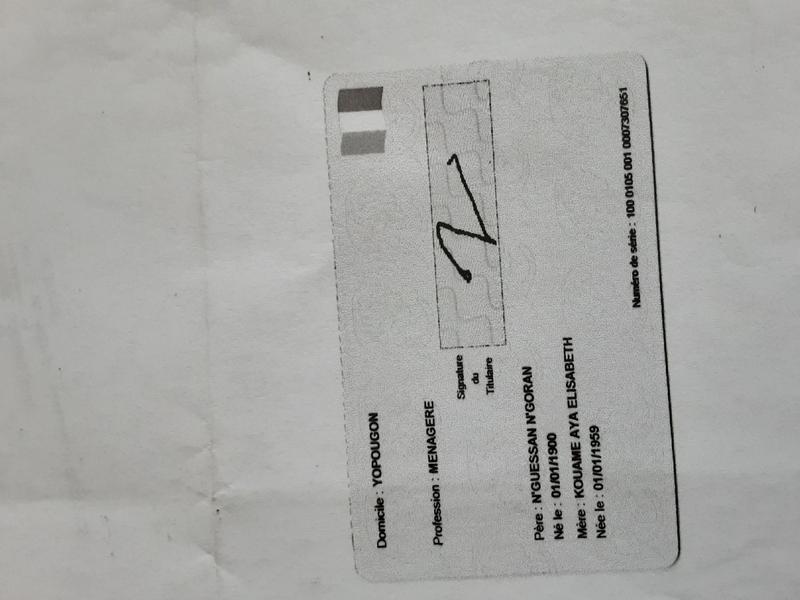 Domicile : YOPOUGON
Profession : MENAGERE
Signature
du
Titulaire
Père : N'GUESSAN N'GORAN
Né le : 01/01/1900
Mère : KOUAME AYA ELISABETH
Née le : 01/01/1959
Numéro de série : 100 0105 001 0007307651